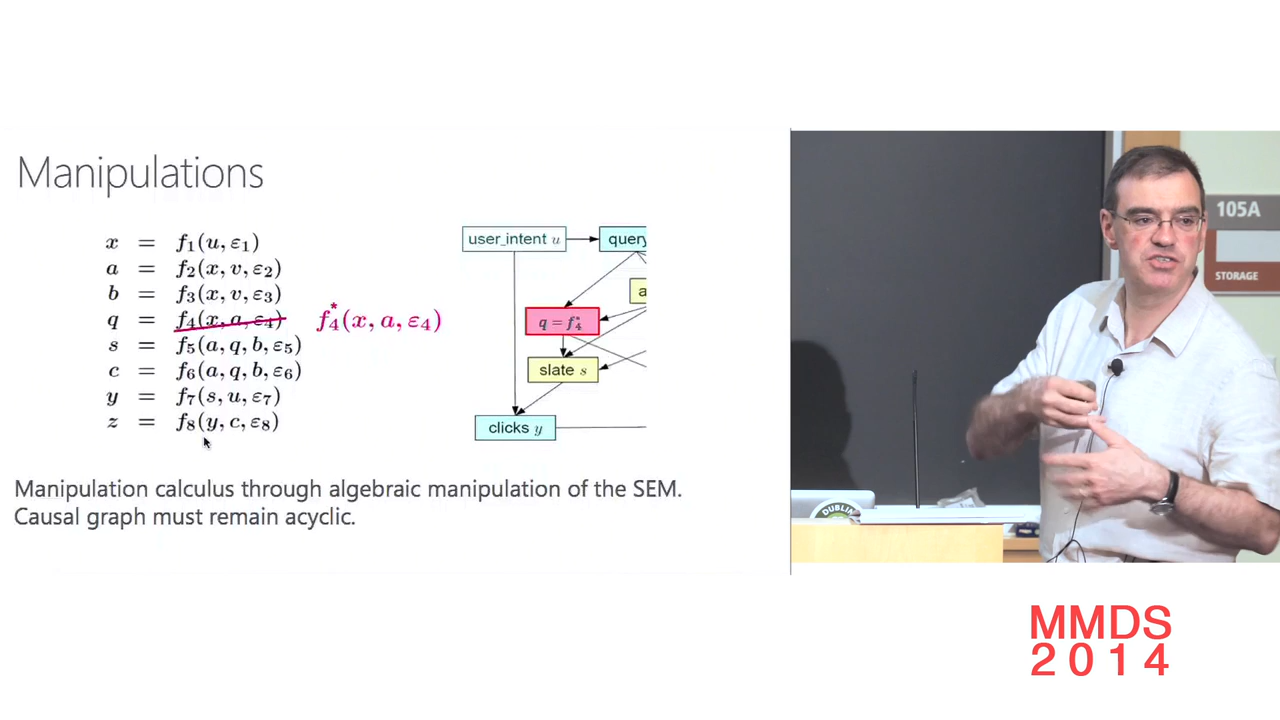 Manipulations
x = f₁(u, ε₁)
a = f₂(x, v, ε₂)
b = f₃(x, v, ε₃)
q = f₄(x, a, ε₄) f₄*(x, a, ε₄)
s = f₅(a, q, b, ε₅)
c = f₆(a, q, b, ε₆)
y = f₇(s, u, ε₇)
z = f₈(y, c, ε₈)
user_intent u
query
a
q = f₄*
slate s
clicks y
Manipulation calculus through algebraic manipulation of the SEM.
Causal graph must remain acyclic.
105A
STORAGE
DUBLIN
MMDS
2014